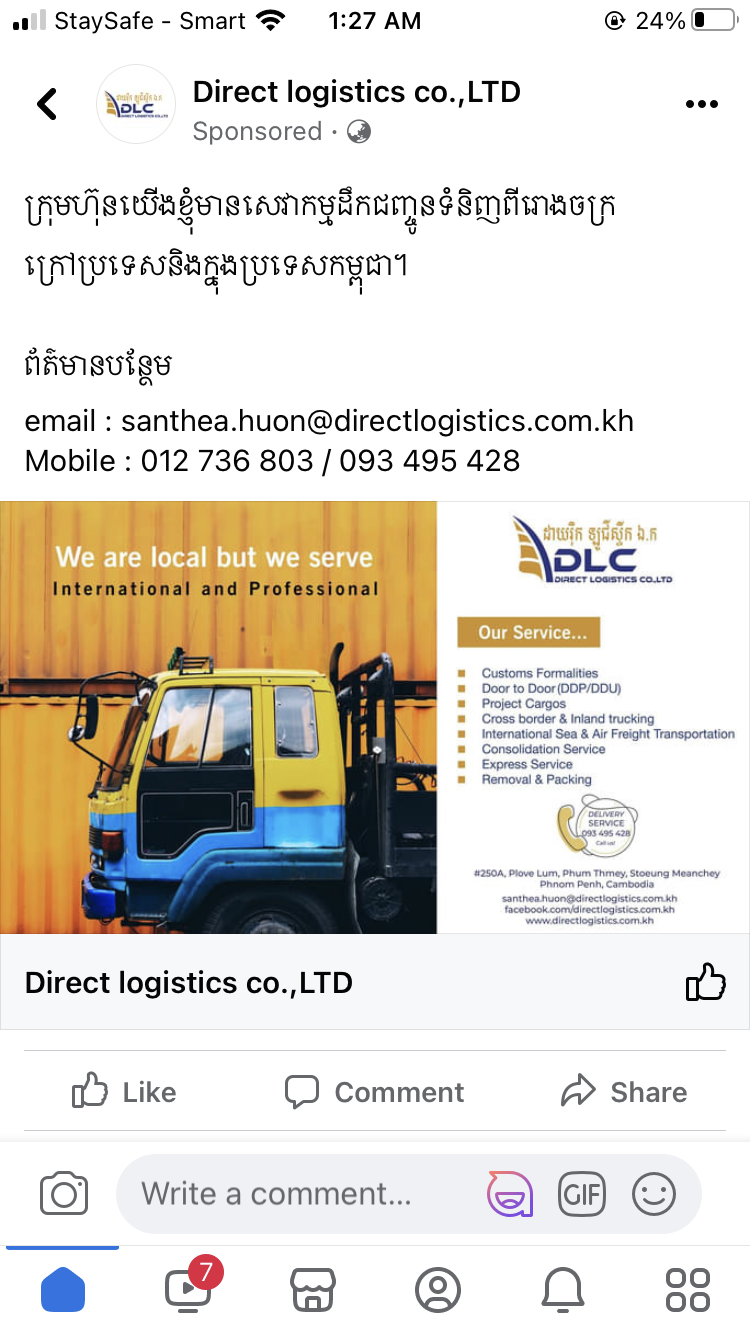 StaySafe - Smart 1:27 AM 24%
Direct logistics co.,LTD
Sponsored ·
ក្រុមហ៊ុនយើងខ្ញុំមានសេវាកម្មដឹកជញ្ជូនទំនិញពីរោងចក្រ
ក្រៅប្រទេសនិងក្នុងប្រទេសកម្ពុជា។
ព័ត៌មានបន្ថែម
email : santhea.huon@directlogistics.com.kh
Mobile : 012 736 803 / 093 495 428
We are local but we serve
International and Professional
ដាយរ៉ិក ឡូជីស្ទីក ឯ.ក
DLC
DIRECT LOGISTICS CO.,LTD
Our Service...
Customs Formalities
Door to Door (DDP/DDU)
Project Cargos
Cross border & Inland trucking
International Sea & Air Freight Transportation
Consolidation Service
Express Service
Removal & Packing
DELIVERY
SERVICE
093 495 428
Call us!
#250A, Plove Lum, Phum Thmey, Stoeung Meanchey
Phnom Penh, Cambodia
santhea.huon@directlogistics.com.kh
facebook.com/directlogistics.com.kh
www.directlogistics.com.kh
Direct logistics co.,LTD
Like Comment Share
Write a comment... GIF
7